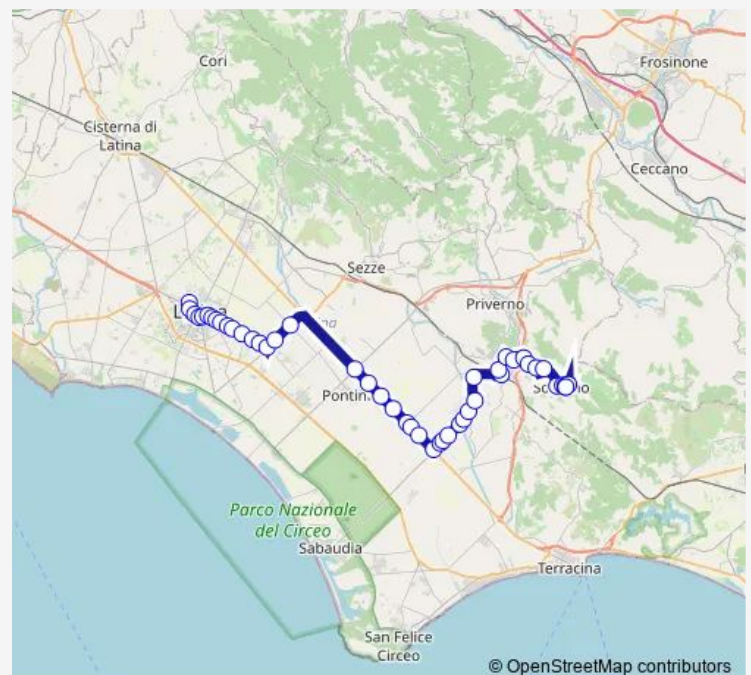 Cori
Frosinone
Cisterna di
Latina
Ceccano
Sezze
Priverno
Parco Nazionale
del Circeo
Sabaudia
Terracina
San Felice
Circeo
© OpenStreetMap contributors